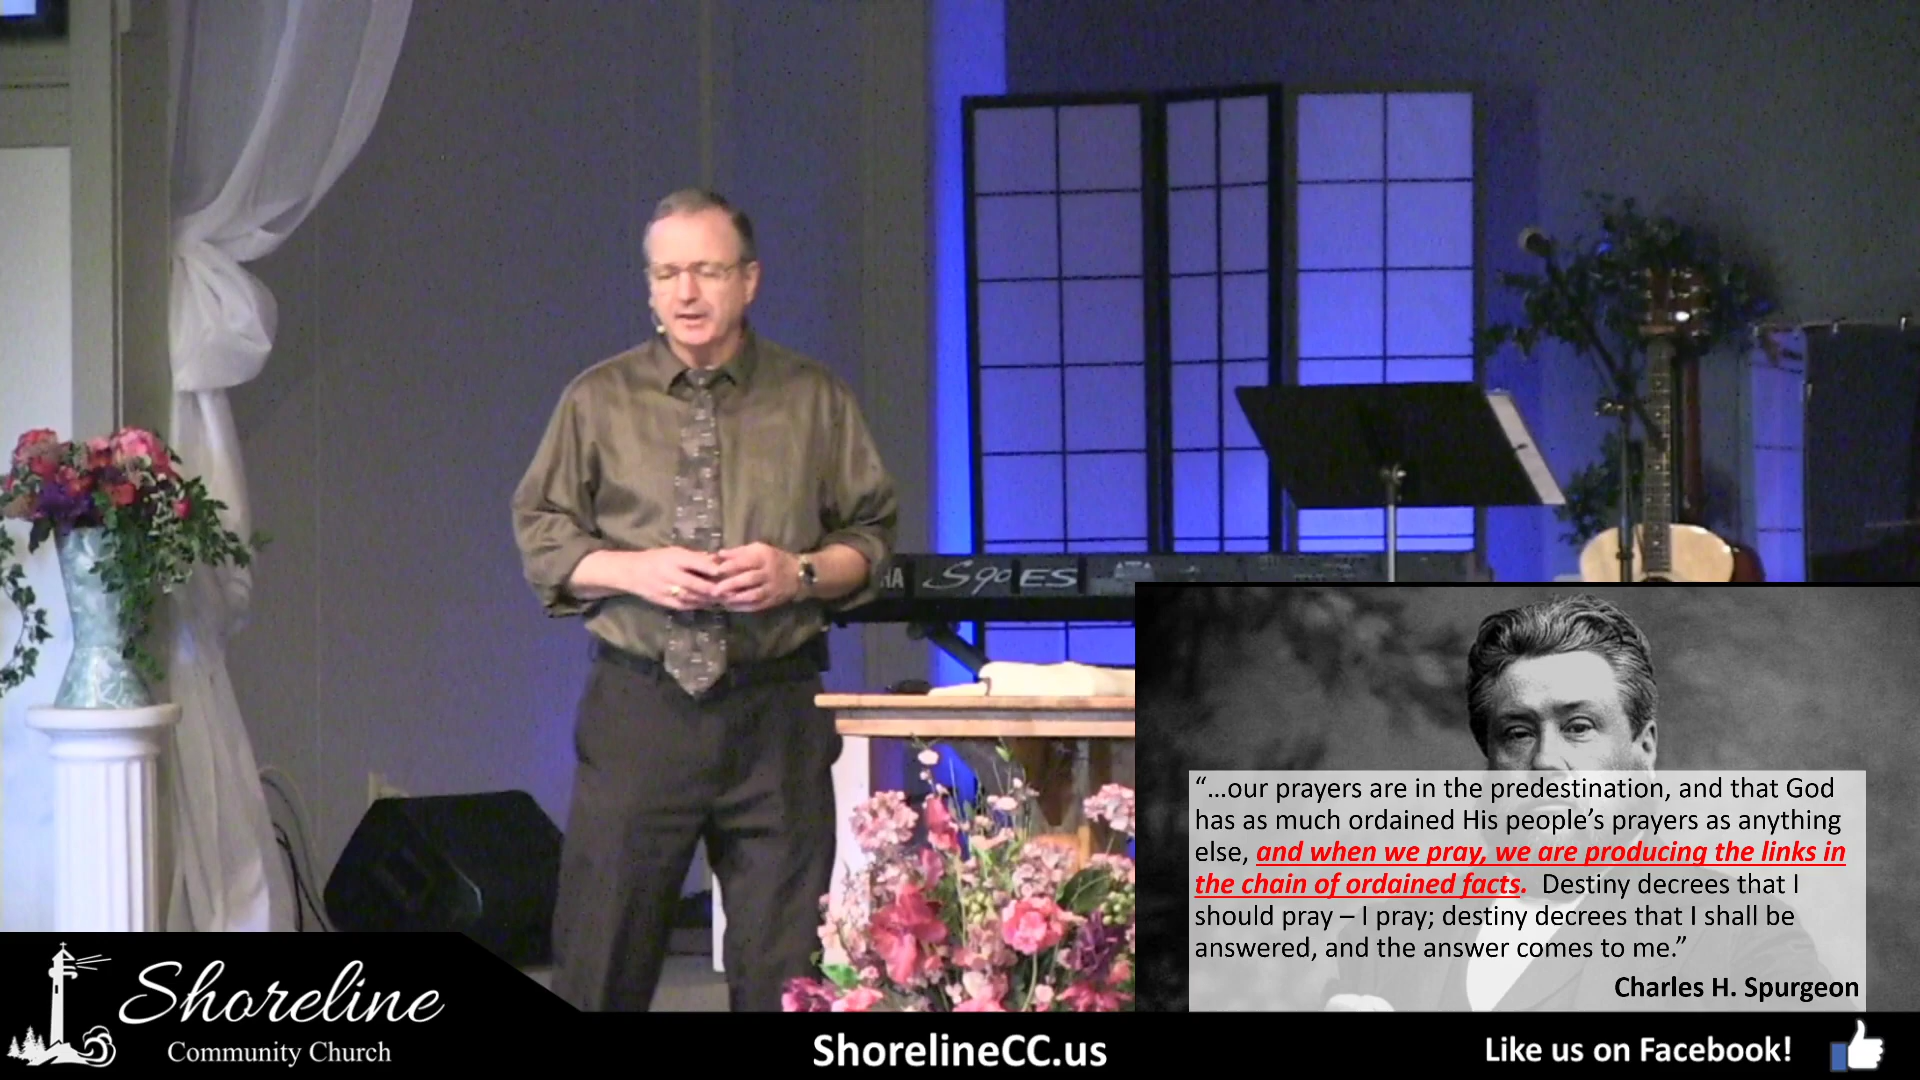 HA S90 ES
“...our prayers are in the predestination, and that God
has as much ordained His people’s prayers as anything
else, and when we pray, we are producing the links in
the chain of ordained facts. Destiny decrees that I
should pray – I pray; destiny decrees that I shall be
answered, and the answer comes to me.”
Charles H. Spurgeon
Shoreline
Community Church
ShorelineCC.us
Like us on Facebook!